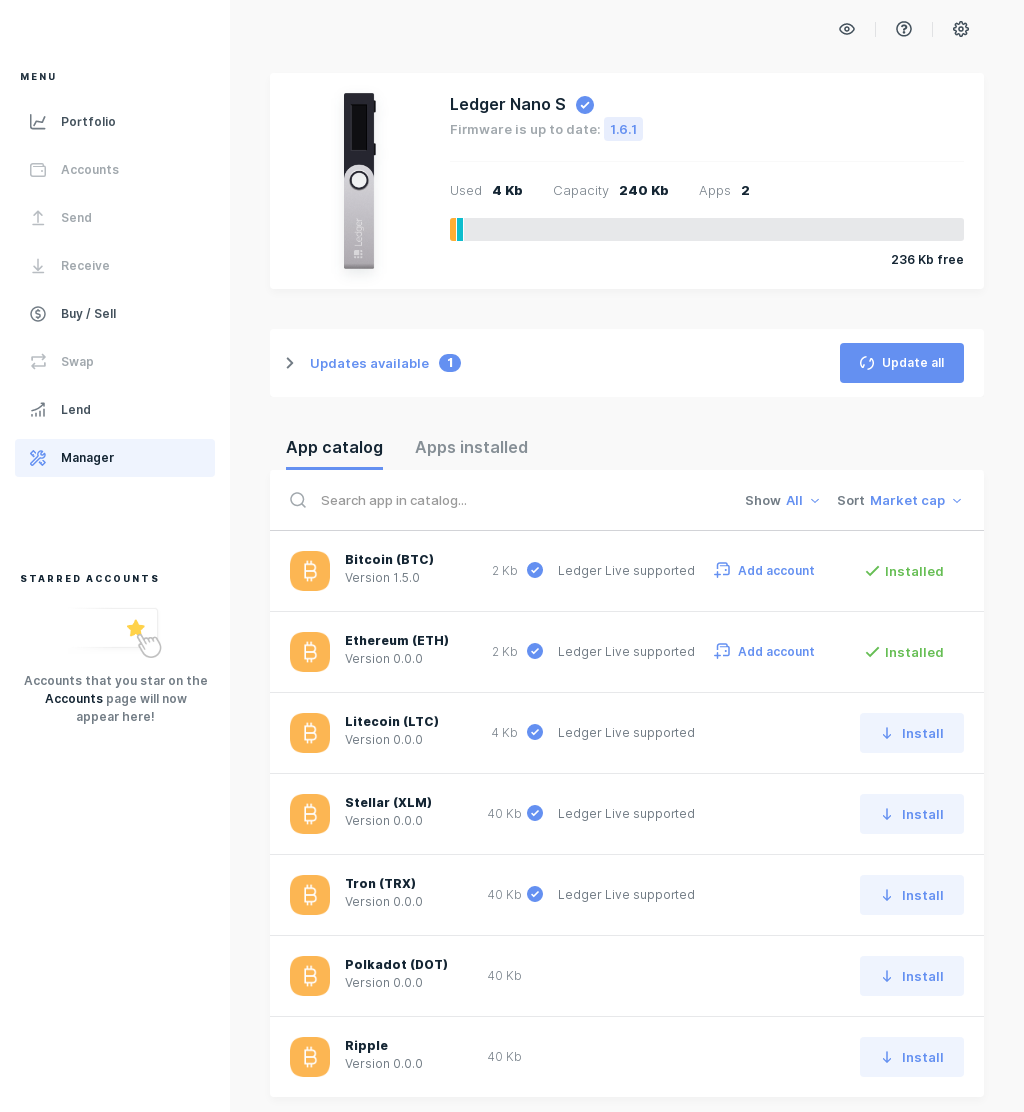 MENU
Portfolio
Accounts
Send
Receive
Buy / Sell
Swap
Lend
Manager
STARRED ACCOUNTS
Accounts that you star on the
Accounts page will now
appear here!
Ledger
Ledger Nano S
Firmware is up to date: 1.6.1
Used 4 Kb Capacity 240 Kb Apps 2
236 Kb free
Updates available 1
Update all
App catalog Apps installed
Search app in catalog...
Show All Sort Market cap
Bitcoin (BTC)
Version 1.5.0
2 Kb Ledger Live supported Add account Installed
Ethereum (ETH)
Version 0.0.0
2 Kb Ledger Live supported Add account Installed
Litecoin (LTC)
Version 0.0.0
4 Kb Ledger Live supported Install
Stellar (XLM)
Version 0.0.0
40 Kb Ledger Live supported Install
Tron (TRX)
Version 0.0.0
40 Kb Ledger Live supported Install
Polkadot (DOT)
Version 0.0.0
40 Kb Install
Ripple
Version 0.0.0
40 Kb Install